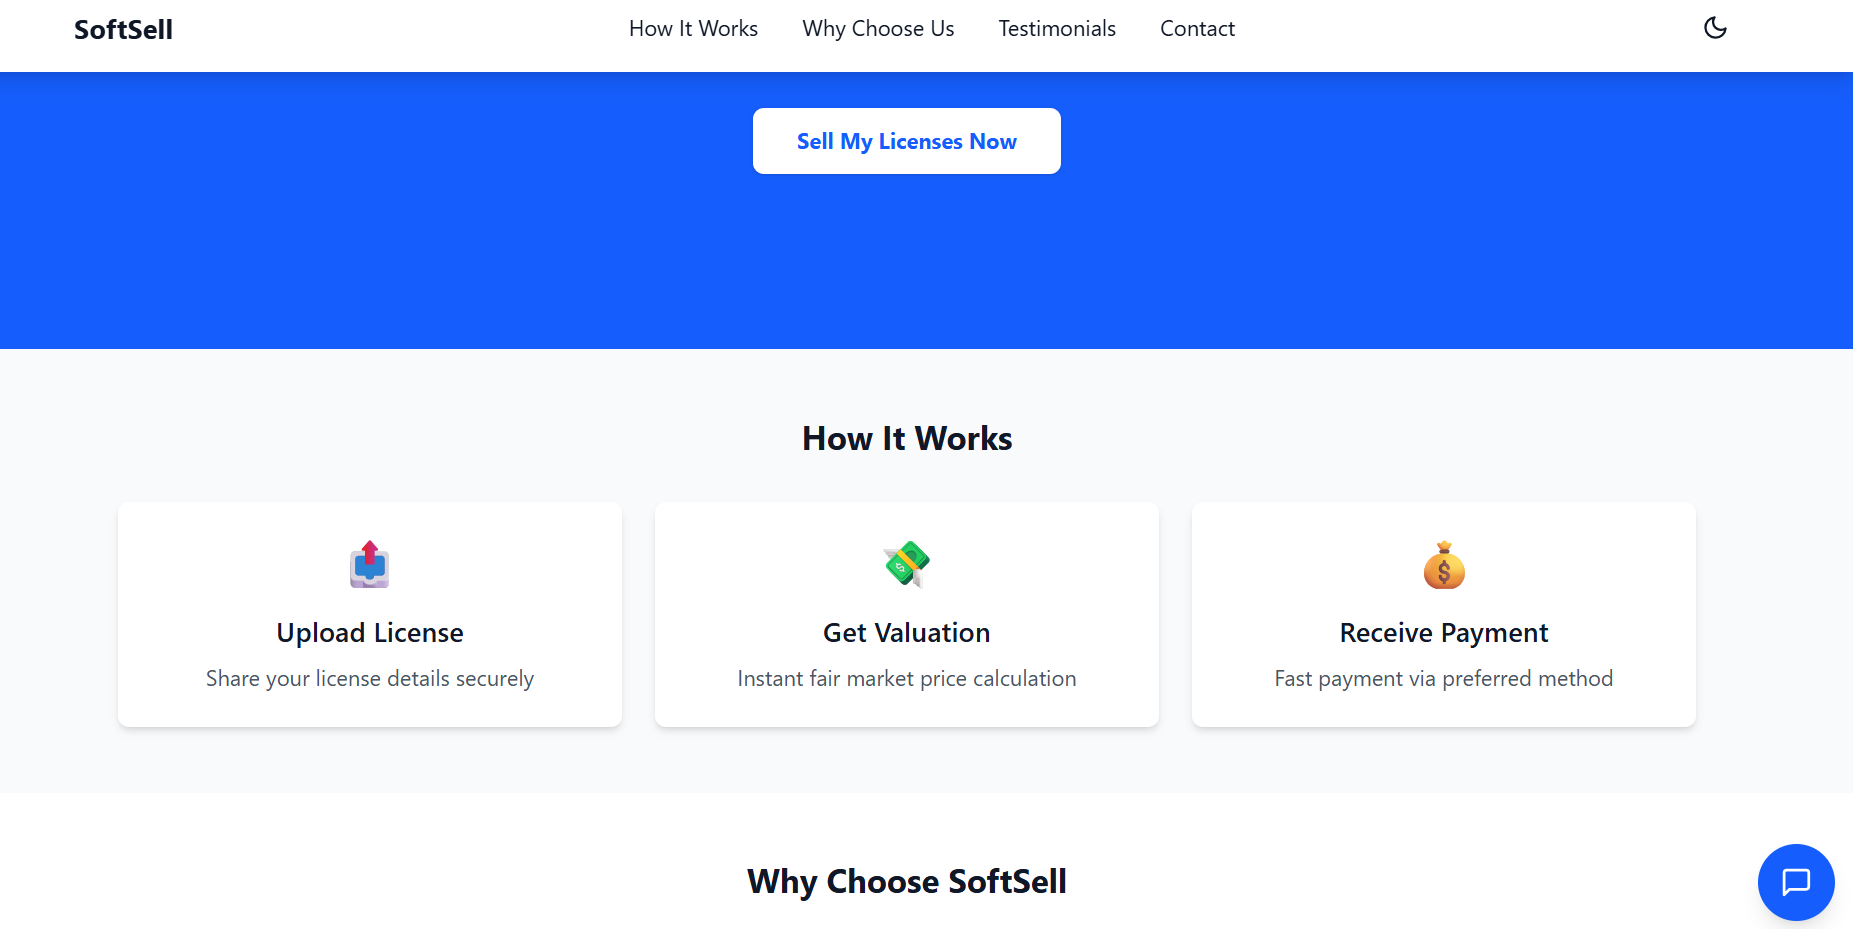 SoftSell
How It Works
Why Choose Us
Testimonials
Contact
Sell My Licenses Now
How It Works
Upload License
Share your license details securely
Get Valuation
Instant fair market price calculation
Receive Payment
Fast payment via preferred method
Why Choose SoftSell